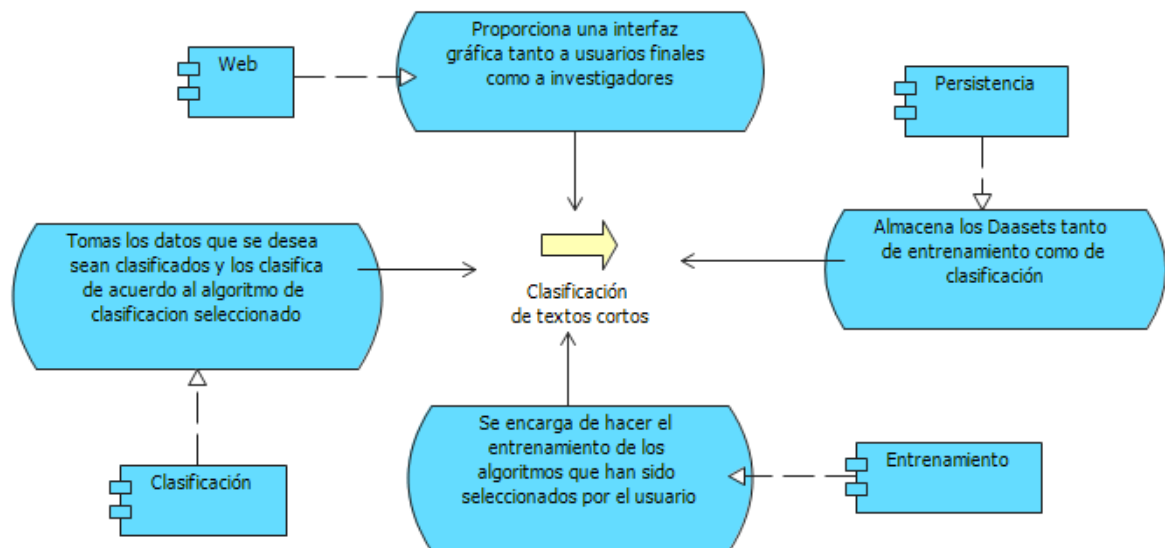 Proporciona una interfaz
gráfica tanto a usuarios finales
como a investigadores
Web
Persistencia
Tomas los datos que se desea
sean clasificados y los clasifica
de acuerdo al algoritmo de
clasificacion seleccionado
Almacena los Daasets tanto
de entrenamiento como de
clasificación
Clasificación
de textos cortos
Se encarga de hacer el
entrenamiento de los
algoritmos que han sido
seleccionados por el usuario
Clasificación
Entrenamiento